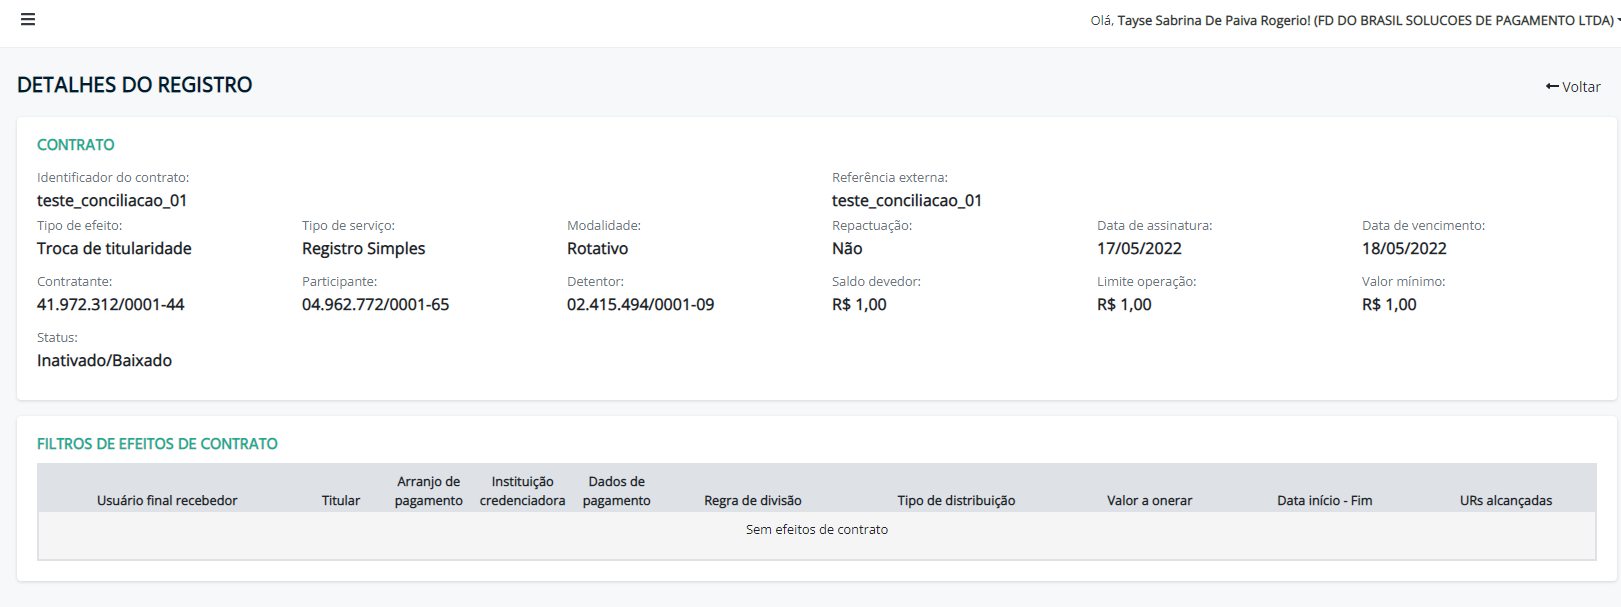 Olá, Tayse Sabrina De Paiva Rogerio! (FD DO BRASIL SOLUCOES DE PAGAMENTO LTDA)
DETALHES DO REGISTRO
Voltar
CONTRATO
Identificador do contrato: Referência externa:
teste_conciliacao_01 teste_conciliacao_01
Tipo de efeito: Tipo de serviço: Modalidade: Repactuação: Data de assinatura: Data de vencimento:
Troca de titularidade Registro Simples Rotativo Não 17/05/2022 18/05/2022
Contratante: Participante: Detentor: Saldo devedor: Limite operação: Valor mínimo:
41.972.312/0001-44 04.962.772/0001-65 02.415.494/0001-09 R$ 1,00 R$ 1,00 R$ 1,00
Status:
Inativado/Baixado
FILTROS DE EFEITOS DE CONTRATO
Usuário final recebedor Titular Arranjo de pagamento Instituição credenciadora Dados de pagamento Regra de divisão Tipo de distribuição Valor a onerar Data início - Fim URs alcançadas
Sem efeitos de contrato